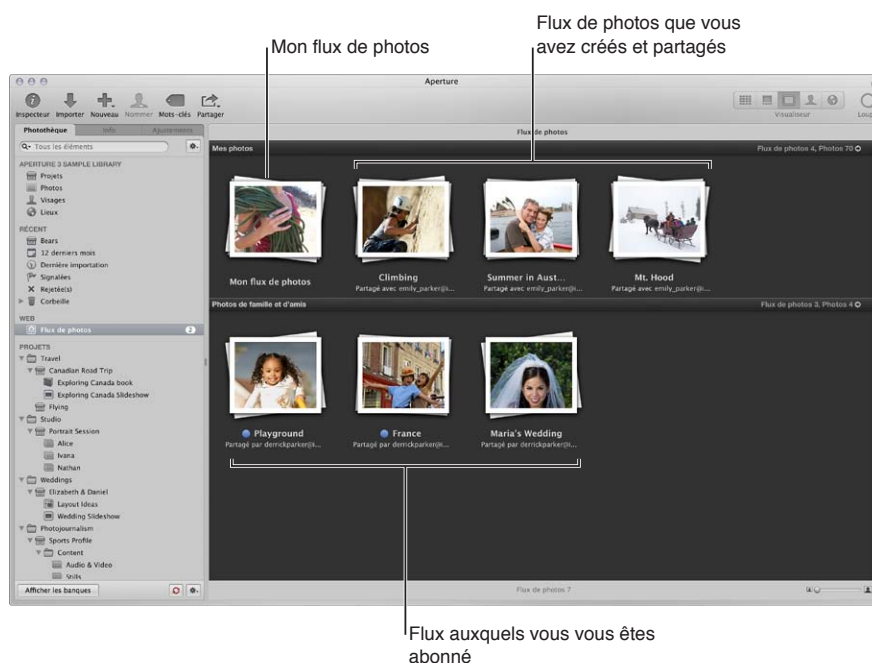 Flux de photos que vous
avez créés et partagés
Mon flux de photos
Aperture
Inspecteur Importer Nouveau Nommer Mots-clés Partager
Visualiseur
Photothèque Info Ajustements
Flux de photos
Tous les éléments
Mes photos
Flux de photos 4, Photos 70
APERTURE 3 SAMPLE LIBRARY
Projets
Photos
Visages
Lieux
RÉCENT
Bears
12 derniers mois
Dernière importation
Signalées
Rejetée(s)
Corbeille
WEB
Flux de photos 2
PROJETS
Travel
Canadian Road Trip
Exploring Canada book
Exploring Canada Slideshow
Flying
Studio
Portrait Session
Alice
Ivana
Nathan
Weddings
Elizabeth & Daniel
Layout Ideas
Wedding Slideshow
Photojournalism
Sports Profile
Content
Audio & Video
Stills
Afficher les banques
Mon flux de photos
Climbing
Partagé avec emily_parker@i...
Summer in Aust...
Partagé avec emily_parker@i...
Mt. Hood
Partagé avec emily_parker@i...
Photos de famille et d'amis
Flux de photos 3, Photos 4
Playground
Partagé par derrickparker@i...
France
Partagé par derrickparker@i...
Maria's Wedding
Partagé par derrickparker@i...
Flux de photos 7
Flux auxquels vous vous êtes
abonné